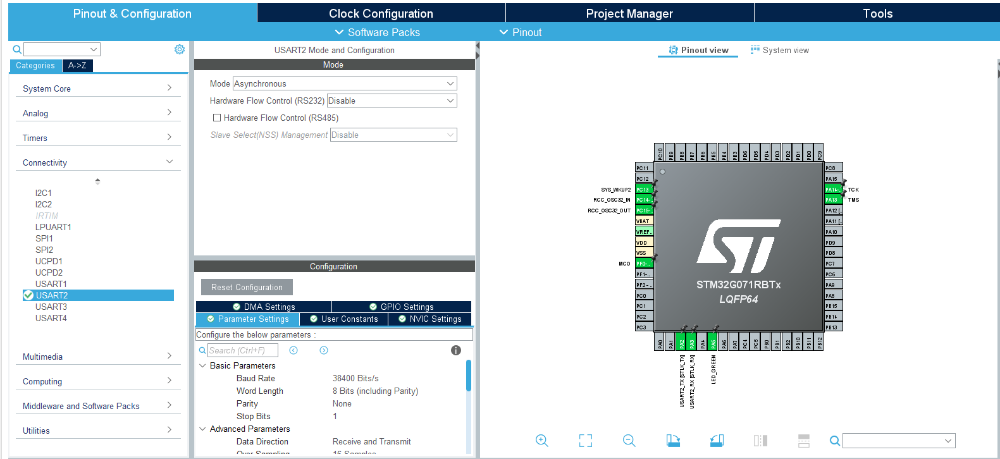 Pinout & Configuration
Clock Configuration
Project Manager
Tools
Software Packs
Pinout
Categories
A->Z
System Core
Analog
Timers
Connectivity
I2C1
I2C2
IRTIM
LPUART1
SPI1
SPI2
UCPD1
UCPD2
USART1
USART2
USART3
USART4
Multimedia
Computing
Middleware and Software Packs
Utilities
USART2 Mode and Configuration
Mode
Mode Asynchronous
Hardware Flow Control (RS232) Disable
Hardware Flow Control (RS485)
Slave Select(NSS) Management Disable
Configuration
Reset Configuration
DMA Settings
GPIO Settings
Parameter Settings
User Constants
NVIC Settings
Configure the below parameters :
Search (Ctrl+F)
Basic Parameters
Baud Rate 38400 Bits/s
Word Length 8 Bits (including Parity)
Parity None
Stop Bits 1
Advanced Parameters
Data Direction Receive and Transmit
Over Sampling 16 Samples
Pinout view
System view
PC10
PB9
PB8
PB7
PB6
PB5
PB4
PB3
PD6
PD5
PD4
PD3
PD2
PD1
PD0
PC9
PC11
PC12
SYS_WKUP2 PC13
RCC_OSC32_IN PC14-..
RCC_OSC32_OUT PC15-..
VBAT
VREF..
VDD
VSS
MCO PF0-..
PF1-..
PF2-..
PC0
PC1
PC2
PC3
STM32G071RBTx
LQFP64
PC8
PA15
PA14-.. TCK
PA13 TMS
PA12 [..
PA11 [..
PA10
PD9
PD8
PC7
PC6
PA9
PA8
PB15
PB14
PB13
PA0
PA1
PA2
PA3
PA4
PA5
PA6
PA7
PC4
PC5
PB0
PB1
PB2
PB10
PB11
PB12
USART2_TX [STLK_TX]
USART2_RX [STLK_RX]
LED_GREEN